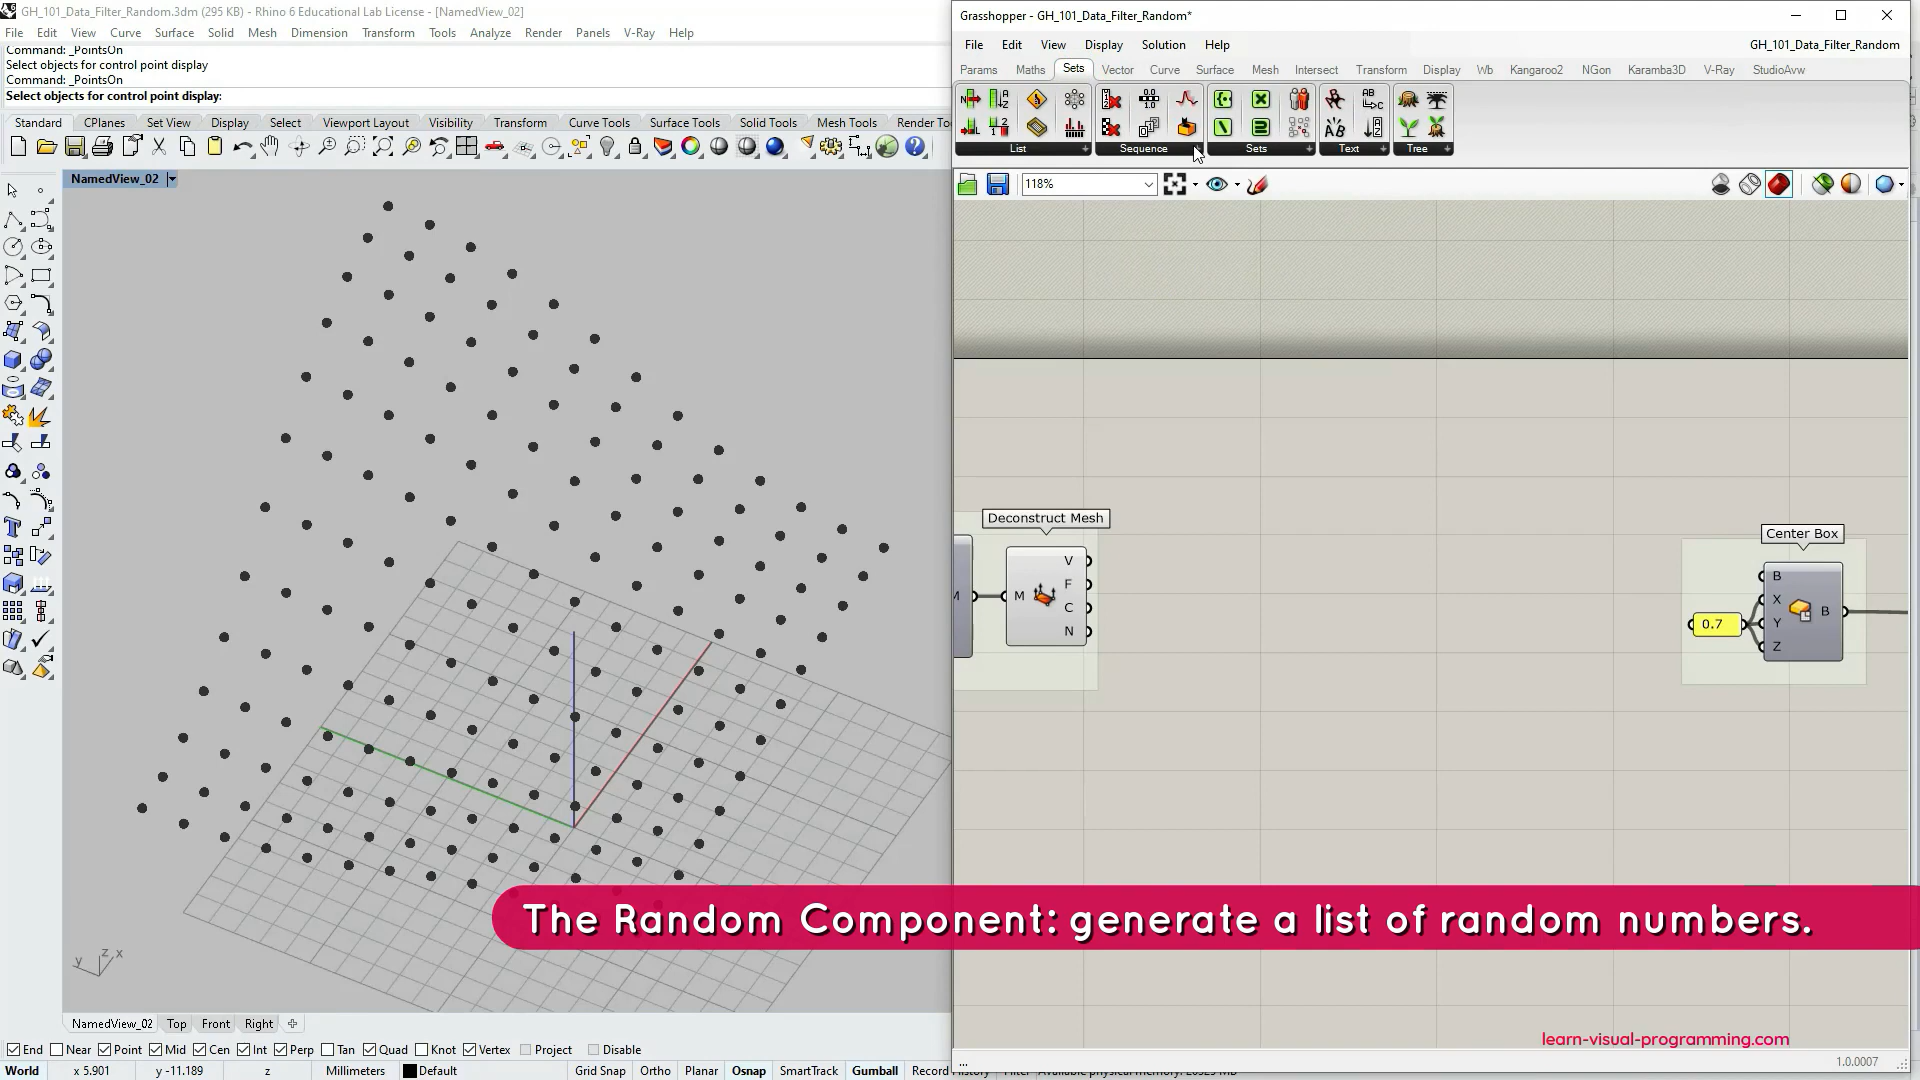 GH_101_Data_Filter_Random.3dm (295 KB) - Rhino 6 Educational Lab License - [NamedView_02]
File Edit View Curve Surface Solid Mesh Dimension Transform Tools Analyze Render Panels V-Ray Help
Command: _PointsOn
Select objects for control point display
Command: _PointsOn
Select objects for control point display:
Standard CPlanes Set View Display Select Viewport Layout Visibility Transform Curve Tools Surface Tools Solid Tools Mesh Tools Render To
NamedView_02
Grasshopper - GH_101_Data_Filter_Random*
File Edit View Display Solution Help
GH_101_Data_Filter_Random
Params Maths Sets Vector Curve Surface Mesh Intersect Transform Display Wb Kangaroo2 NGon Karamba3D V-Ray StudioAvw
List Sequence Sets Text Tree
118%
Deconstruct Mesh
M M V F C N
Center Box
0.7 B X Y Z B
The Random Component: generate a list of random numbers.
z
y x
NamedView_02 Top Front Right
End Near Point Mid Cen Int Perp Tan Quad Knot Vertex Project Disable
World x 5.901 y -11.189 z Millimeters Default Grid Snap Ortho Planar Osnap SmartTrack Gumball Record
learn-visual-programming.com
...
1.0.0007